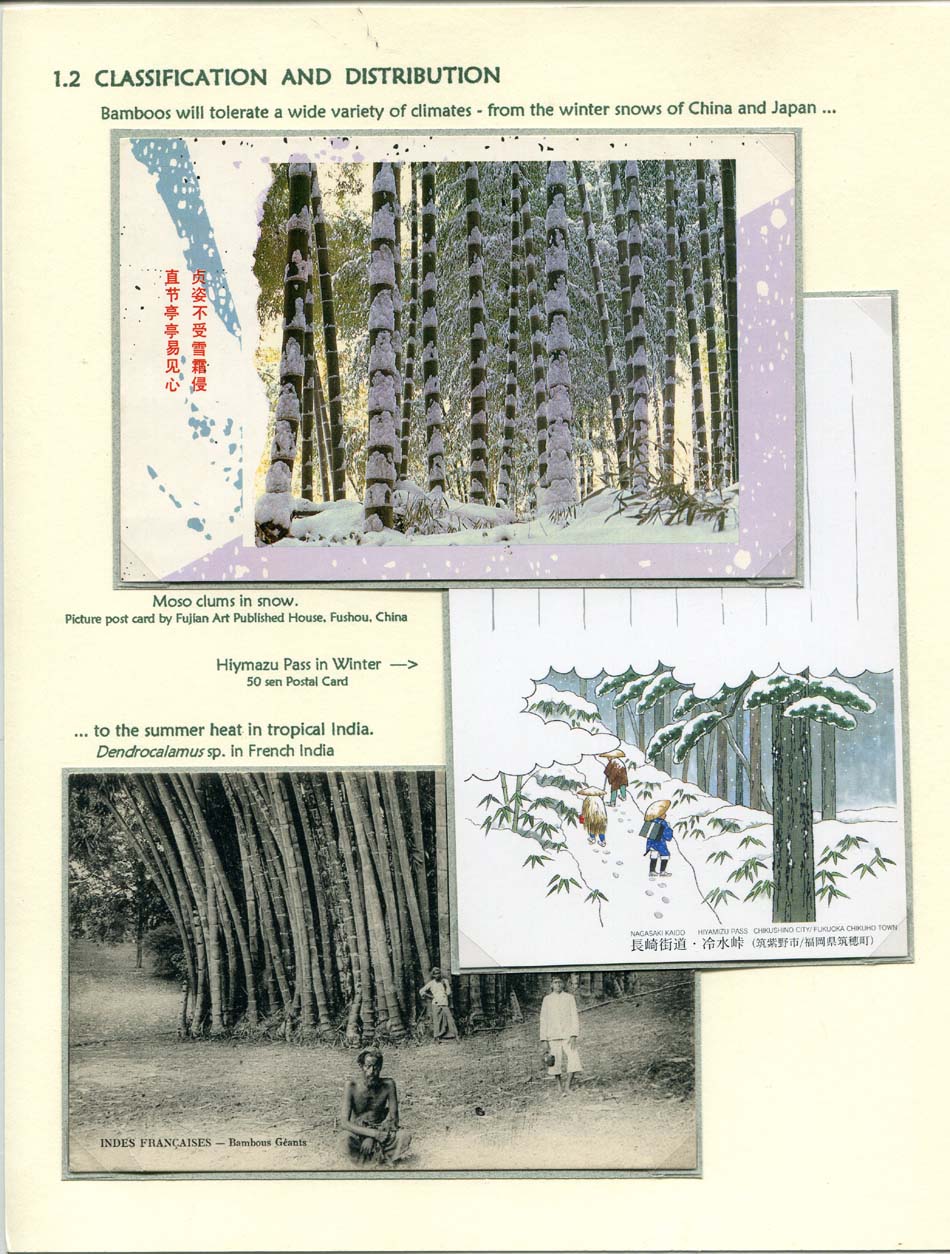 1.2 CLASSIFICATION AND DISTRIBUTION
Bamboos will tolerate a wide variety of climates - from the winter snows of China and Japan ...
贞姿不受雪霜侵
直节亭亭易见心
Moso clums in snow.
Picture post card by Fujian Art Published House, Fushou, China
Hiymazu Pass in Winter —>
50 sen Postal Card
... to the summer heat in tropical India.
Dendrocalamus sp. in French India
NAGASAKI KAIDO HIYAMIZU PASS CHIKUSHINO CITY/ FUKUOKA CHIKUHO TOWN
長崎街道・冷水峠（筑紫野市/福岡県筑穂町）
INDES FRANÇAISES — Bambous Géants